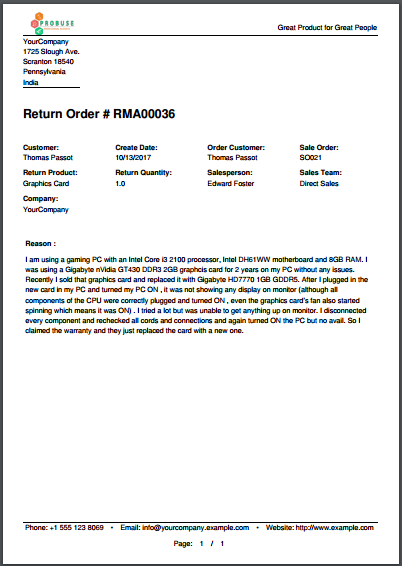 PROBUSE
Great Product for Great People
YourCompany
1725 Slough Ave.
Scranton 18540
Pennsylvania
India
Return Order # RMA00036
Customer: Create Date: Order Customer: Sale Order:
Thomas Passot 10/13/2017 Thomas Passot SO021
Return Product: Return Quantity: Salesperson: Sales Team:
Graphics Card 1.0 Edward Foster Direct Sales
Company:
YourCompany
Reason :
I am using a gaming PC with an Intel Core i3 2100 processor, Intel DH61WW motherboard and 8GB RAM. I
was using a Gigabyte nVidia GT430 DDR3 2GB graphcis card for 2 years on my PC without any issues.
Recently I sold that graphics card and replaced it with Gigabyte HD7770 1GB GDDR5. After I plugged in the
new card in my PC and turned my PC ON , it was not showing any display on monitor (although all
components of the CPU were correctly plugged and turned ON , even the graphics card's fan also started
spinning which means it was ON) . I tried a lot but was unable to get anything up on monitor. I disconnected
every component and rechecked all cords and connections and again turned ON the PC but no avail. So I
claimed the warranty and they just replaced the card with a new one.
Phone: +1 555 123 8069 • Email: info@yourcompany.example.com • Website: http://www.example.com
Page: 1 / 1